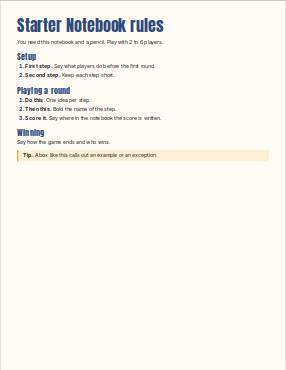 Starter Notebook rules
You need this notebook and a pencil. Play with 2 to 6 players.
Setup
1. First step. Say what players do before the first round.
2. Second step. Keep each step short.
Playing a round
1. Do this. One idea per step.
2. Then this. Bold the name of the step.
3. Score it. Say where in the notebook the score is written.
Winning
Say how the game ends and who wins.
Tip. A box like this calls out an example or an exception.